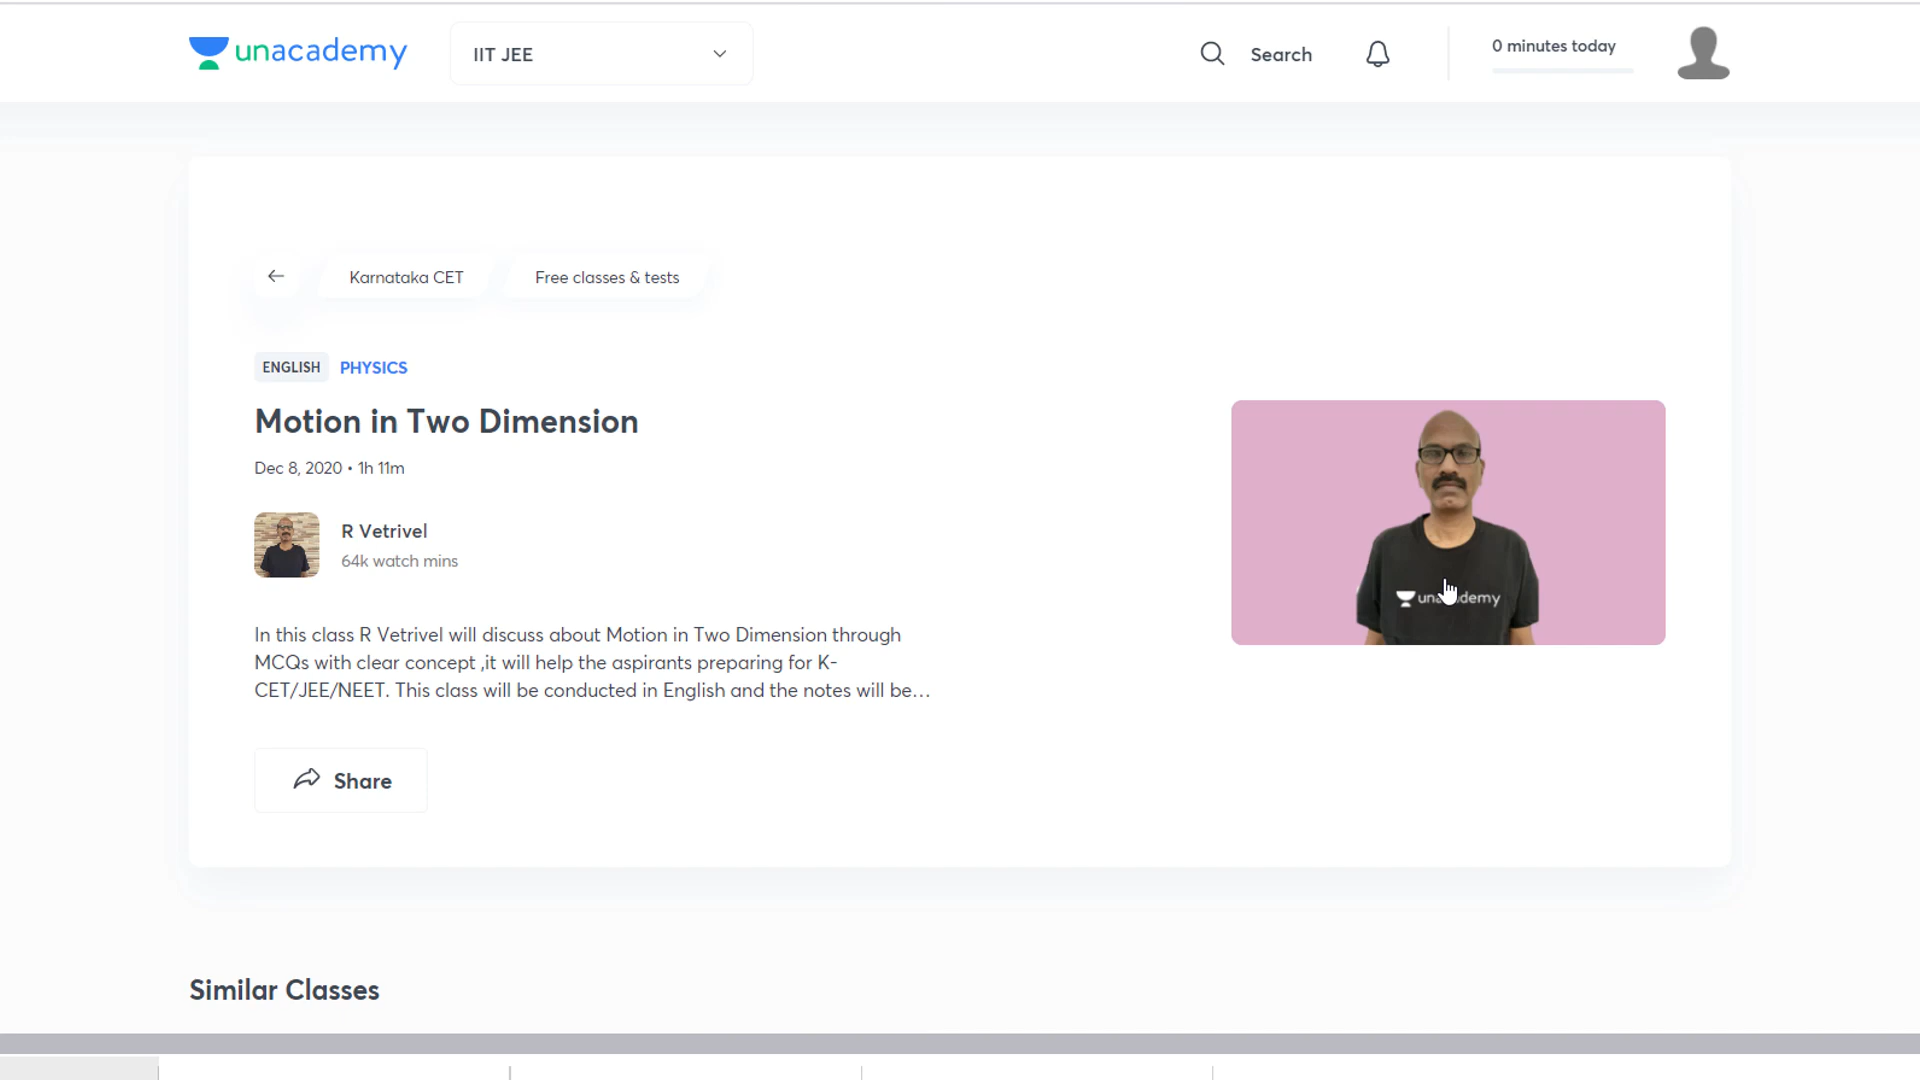 unacademy
IIT JEE
Search
0 minutes today
Karnataka CET
Free classes & tests
ENGLISH PHYSICS
Motion in Two Dimension
Dec 8, 2020 • 1h 11m
R Vetrivel
64k watch mins
In this class R Vetrivel will discuss about Motion in Two Dimension through
MCQs with clear concept ,it will help the aspirants preparing for K-
CET/JEE/NEET. This class will be conducted in English and the notes will be...
Share
Similar Classes